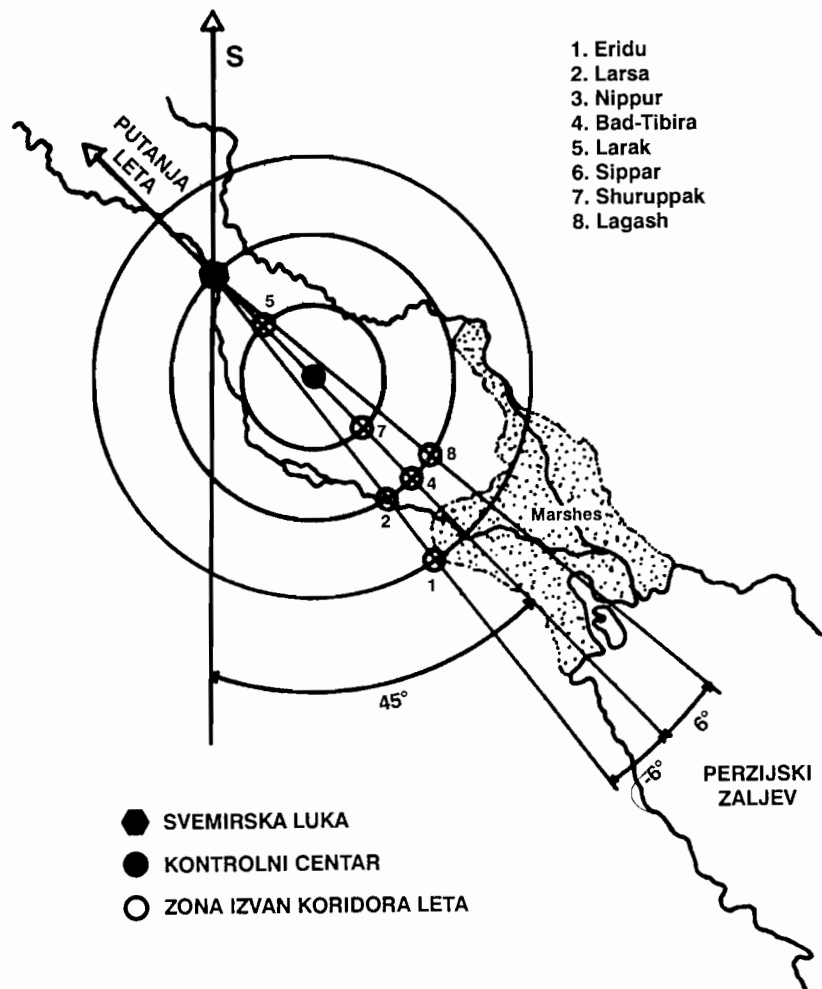 S
1. Eridu
2. Larsa
3. Nippur
4. Bad-Tibira
5. Larak
6. Sippar
7. Shuruppak
8. Lagash
PUTANJA
LETA
5
7
8
4
2
1
Marshes
45°
6°
-6°
PERZIJSKI
ZALJEV
SVEMIRSKA LUKA
KONTROLNI CENTAR
ZONA IZVAN KORIDORA LETA